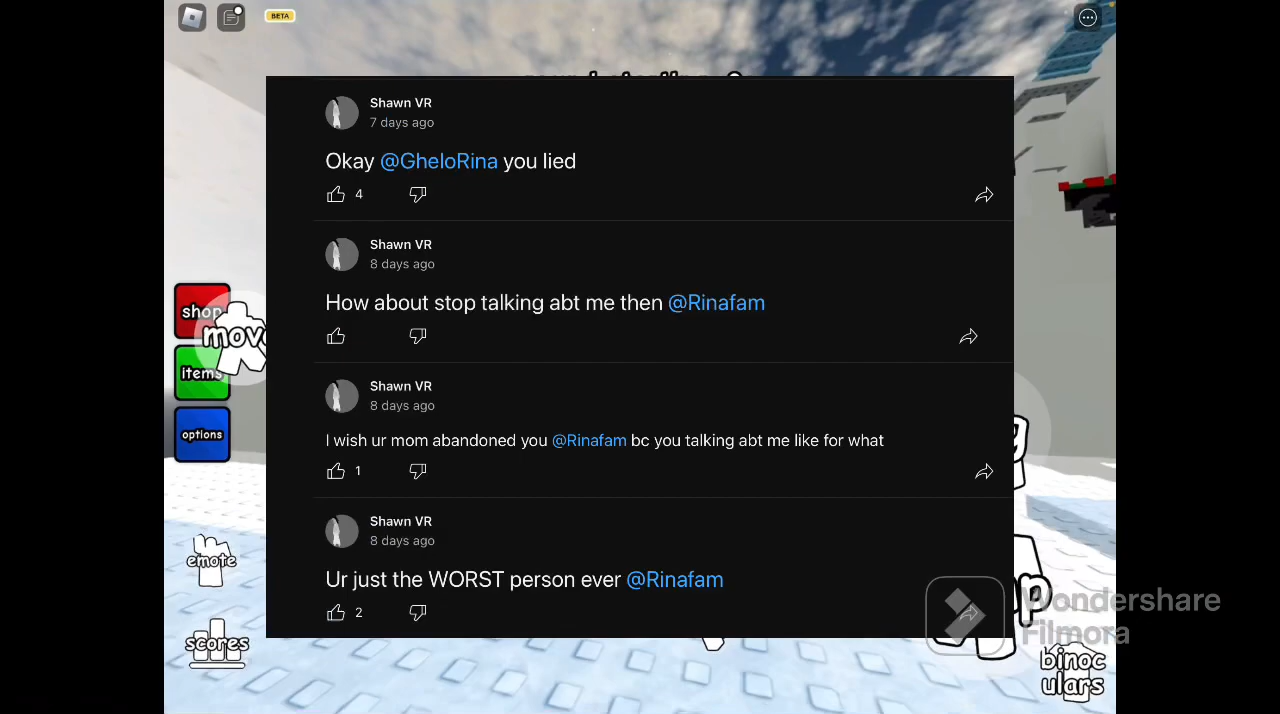 BETA
Shawn VR
7 days ago
Okay @GheloRina you lied
4
Shawn VR
8 days ago
How about stop talking abt me then @Rinafam
Shawn VR
8 days ago
I wish ur mom abandoned you @Rinafam bc you talking abt me like for what
1
Shawn VR
8 days ago
Ur just the WORST person ever @Rinafam
2
shop
move
items
options
emote
scores
Wondershare
Filmora
binoc
ulars